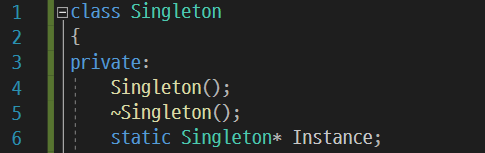 1 class Singleton
2 {
3 private:
4     Singleton();
5     ~Singleton();
6     static Singleton* Instance;